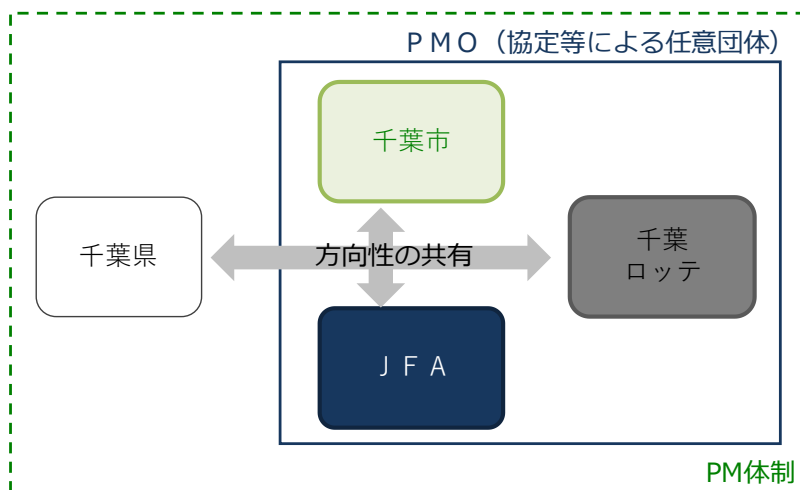 ＰＭＯ（協定等による任意団体）
千葉市
千葉県
方向性の共有
千葉
ロッテ
ＪＦＡ
PM体制